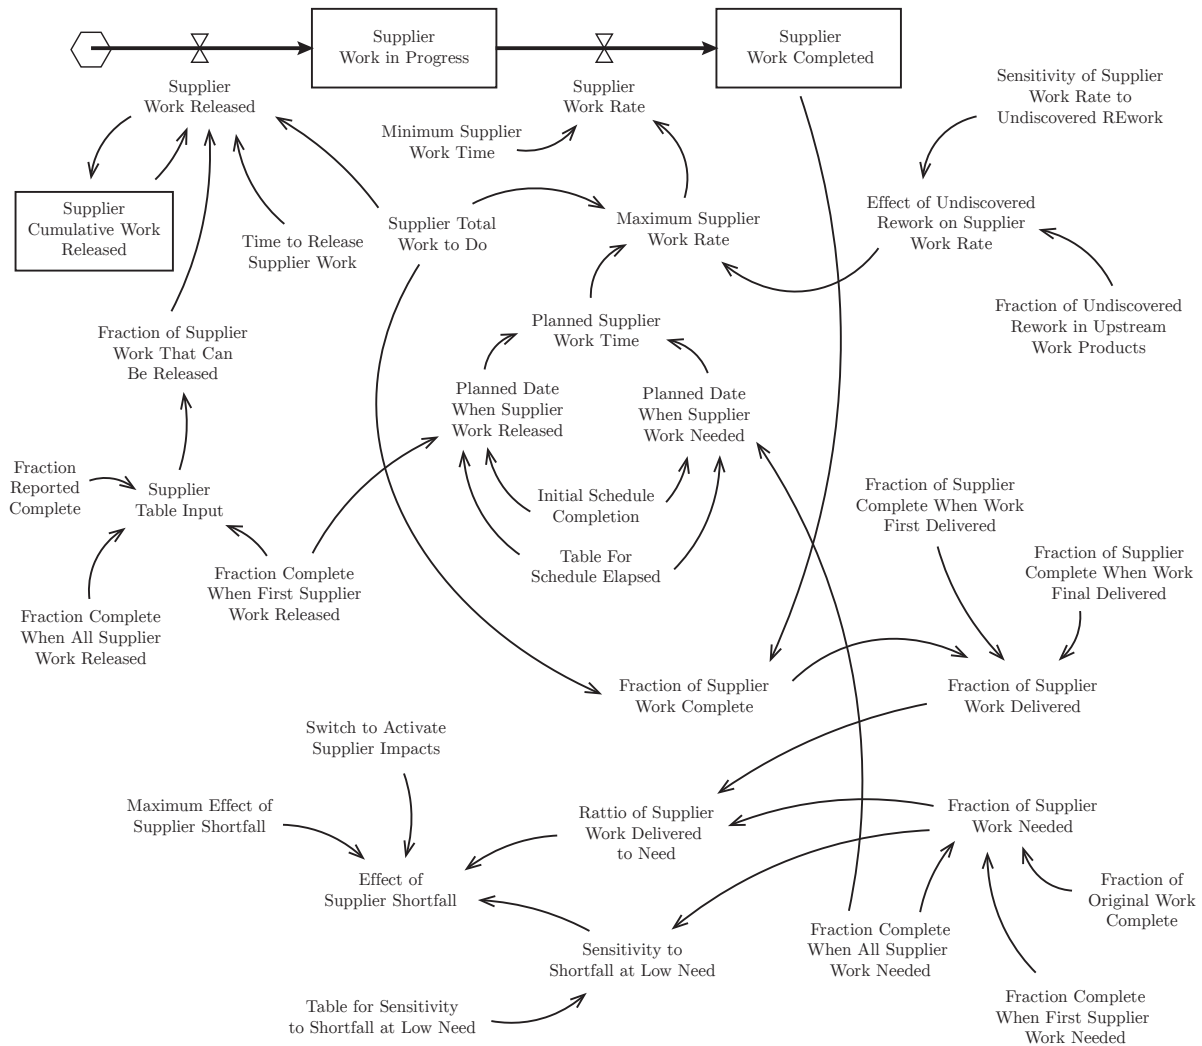 Supplier
Work in Progress
Supplier
Work Completed
Supplier
Work Released
Supplier
Work Rate
Sensitivity of Supplier
Work Rate to
Undiscovered REwork
Minimum Supplier
Work Time
Supplier
Cumulative Work
Released
Time to Release
Supplier Work
Supplier Total
Work to Do
Maximum Supplier
Work Rate
Effect of Undiscovered
Rework on Supplier
Work Rate
Fraction of Undiscovered
Rework in Upstream
Work Products
Fraction of Supplier
Work That Can
Be Released
Planned Supplier
Work Time
Planned Date
When Supplier
Work Released
Planned Date
When Supplier
Work Needed
Fraction
Reported
Complete
Supplier
Table Input
Initial Schedule
Completion
Fraction of Supplier
Complete When Work
First Delivered
Table For
Schedule Elapsed
Fraction of Supplier
Complete When Work
Final Delivered
Fraction Complete
When First Supplier
Work Released
Fraction Complete
When All Supplier
Work Released
Fraction of Supplier
Work Complete
Fraction of Supplier
Work Delivered
Switch to Activate
Supplier Impacts
Maximum Effect of
Supplier Shortfall
Rattio of Supplier
Work Delivered
to Need
Fraction of Supplier
Work Needed
Effect of
Supplier Shortfall
Fraction of
Original Work
Complete
Fraction Complete
When All Supplier
Work Needed
Sensitivity to
Shortfall at Low Need
Table for Sensitivity
to Shortfall at Low Need
Fraction Complete
When First Supplier
Work Needed